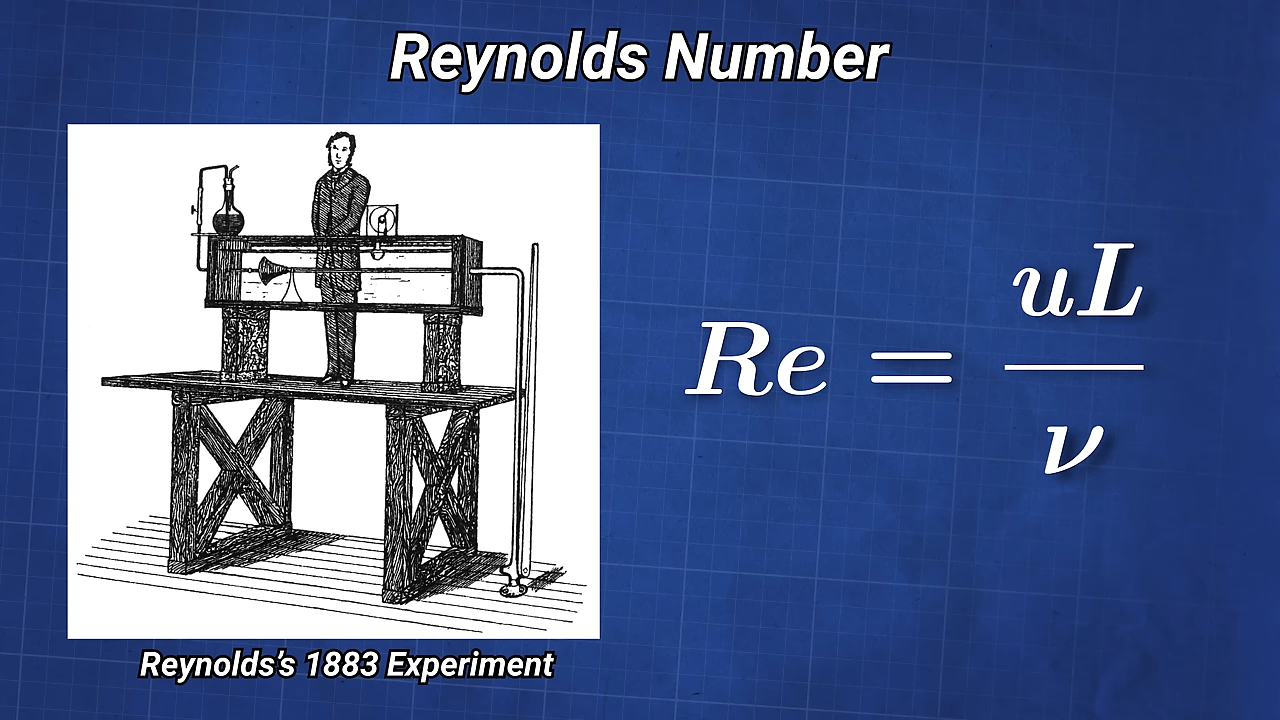 Reynolds Number
Re = uL / ν
Reynolds's 1883 Experiment